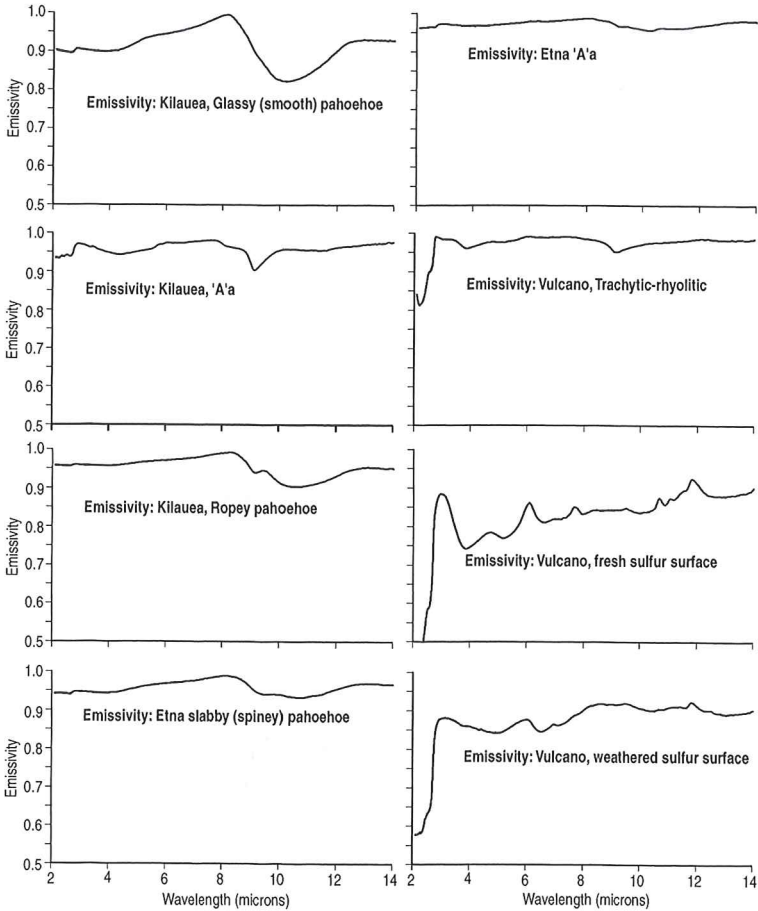 1.0
0.9
0.8
0.7
0.6
0.5
Emissivity
Emissivity: Kilauea, Glassy (smooth) pahoehoe
Emissivity: Etna 'A'a
1.0
0.9
0.8
0.7
0.6
0.5
Emissivity
Emissivity: Kilauea, 'A'a
Emissivity: Vulcano, Trachytic-rhyolitic
1.0
0.9
0.8
0.7
0.6
0.5
Emissivity
Emissivity: Kilauea, Ropey pahoehoe
Emissivity: Vulcano, fresh sulfur surface
1.0
0.9
0.8
0.7
0.6
0.5
Emissivity
Emissivity: Etna slabby (spiney) pahoehoe
Emissivity: Vulcano, weathered sulfur surface
2 4 6 8 10 12 14
Wavelength (microns)
2 4 6 8 10 12 14
Wavelength (microns)